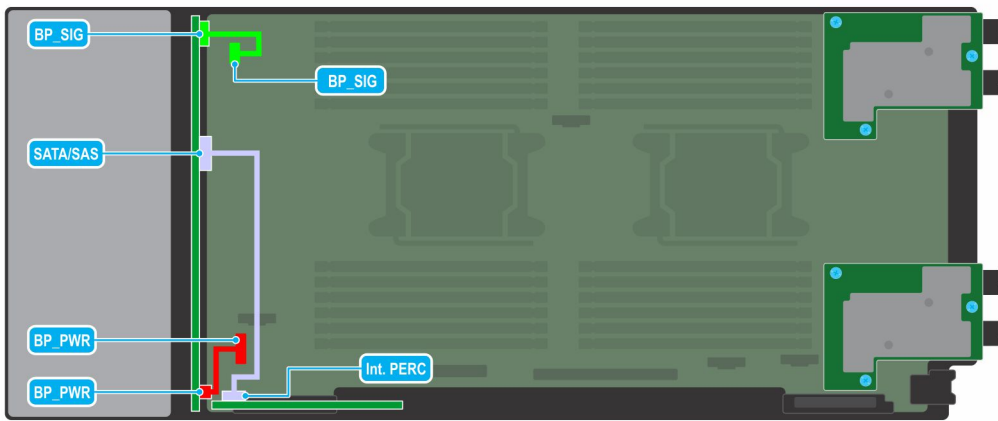 BP_SIG
BP_SIG
SATA/SAS
BP_PWR
Int. PERC
BP_PWR